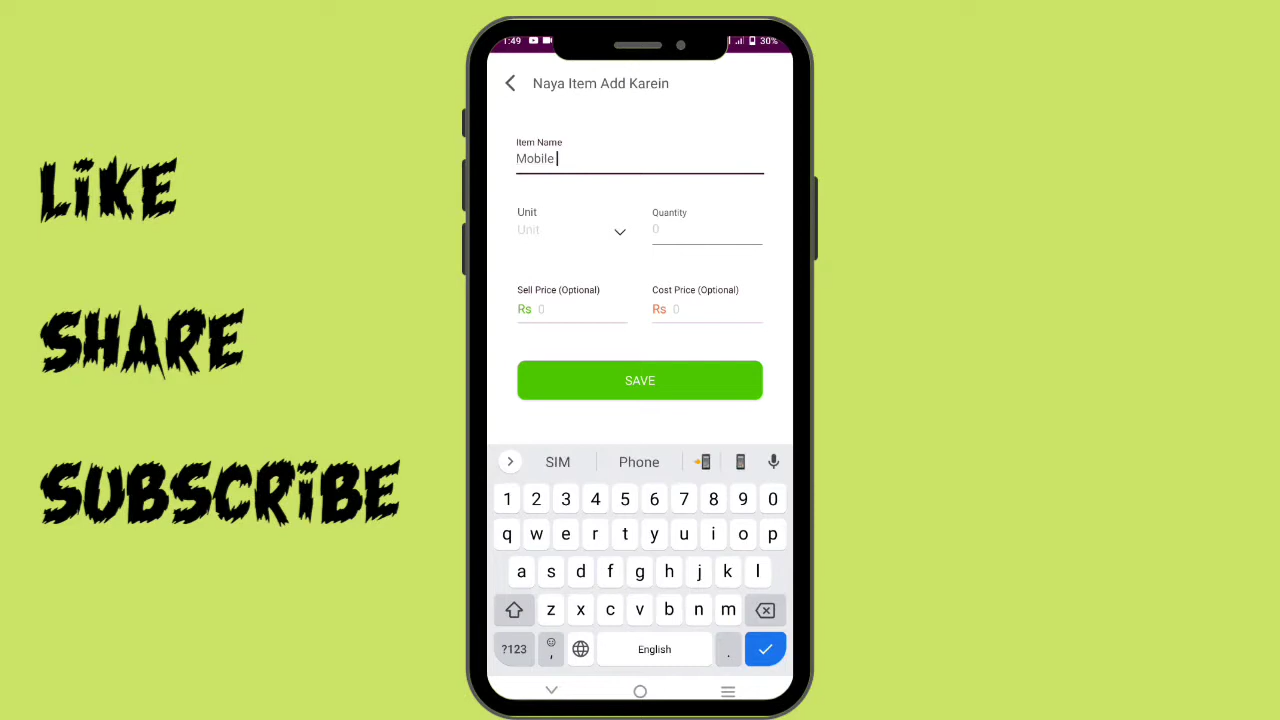 LiKE
SHARE
SUBSCRiBE
1:49 30%
Naya Item Add Karein
Item Name
Mobile
Unit Quantity
Unit 0
Sell Price (Optional) Cost Price (Optional)
Rs 0 Rs 0
SAVE
SIM Phone
1 2 3 4 5 6 7 8 9 0
q w e r t y u i o p
a s d f g h j k l
z x c v b n m
?123 , English .